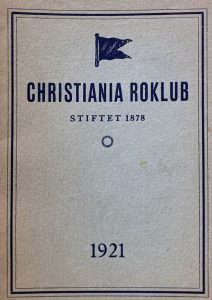 CHRISTIANIA ROKLUB
STIFTET 1878
1921